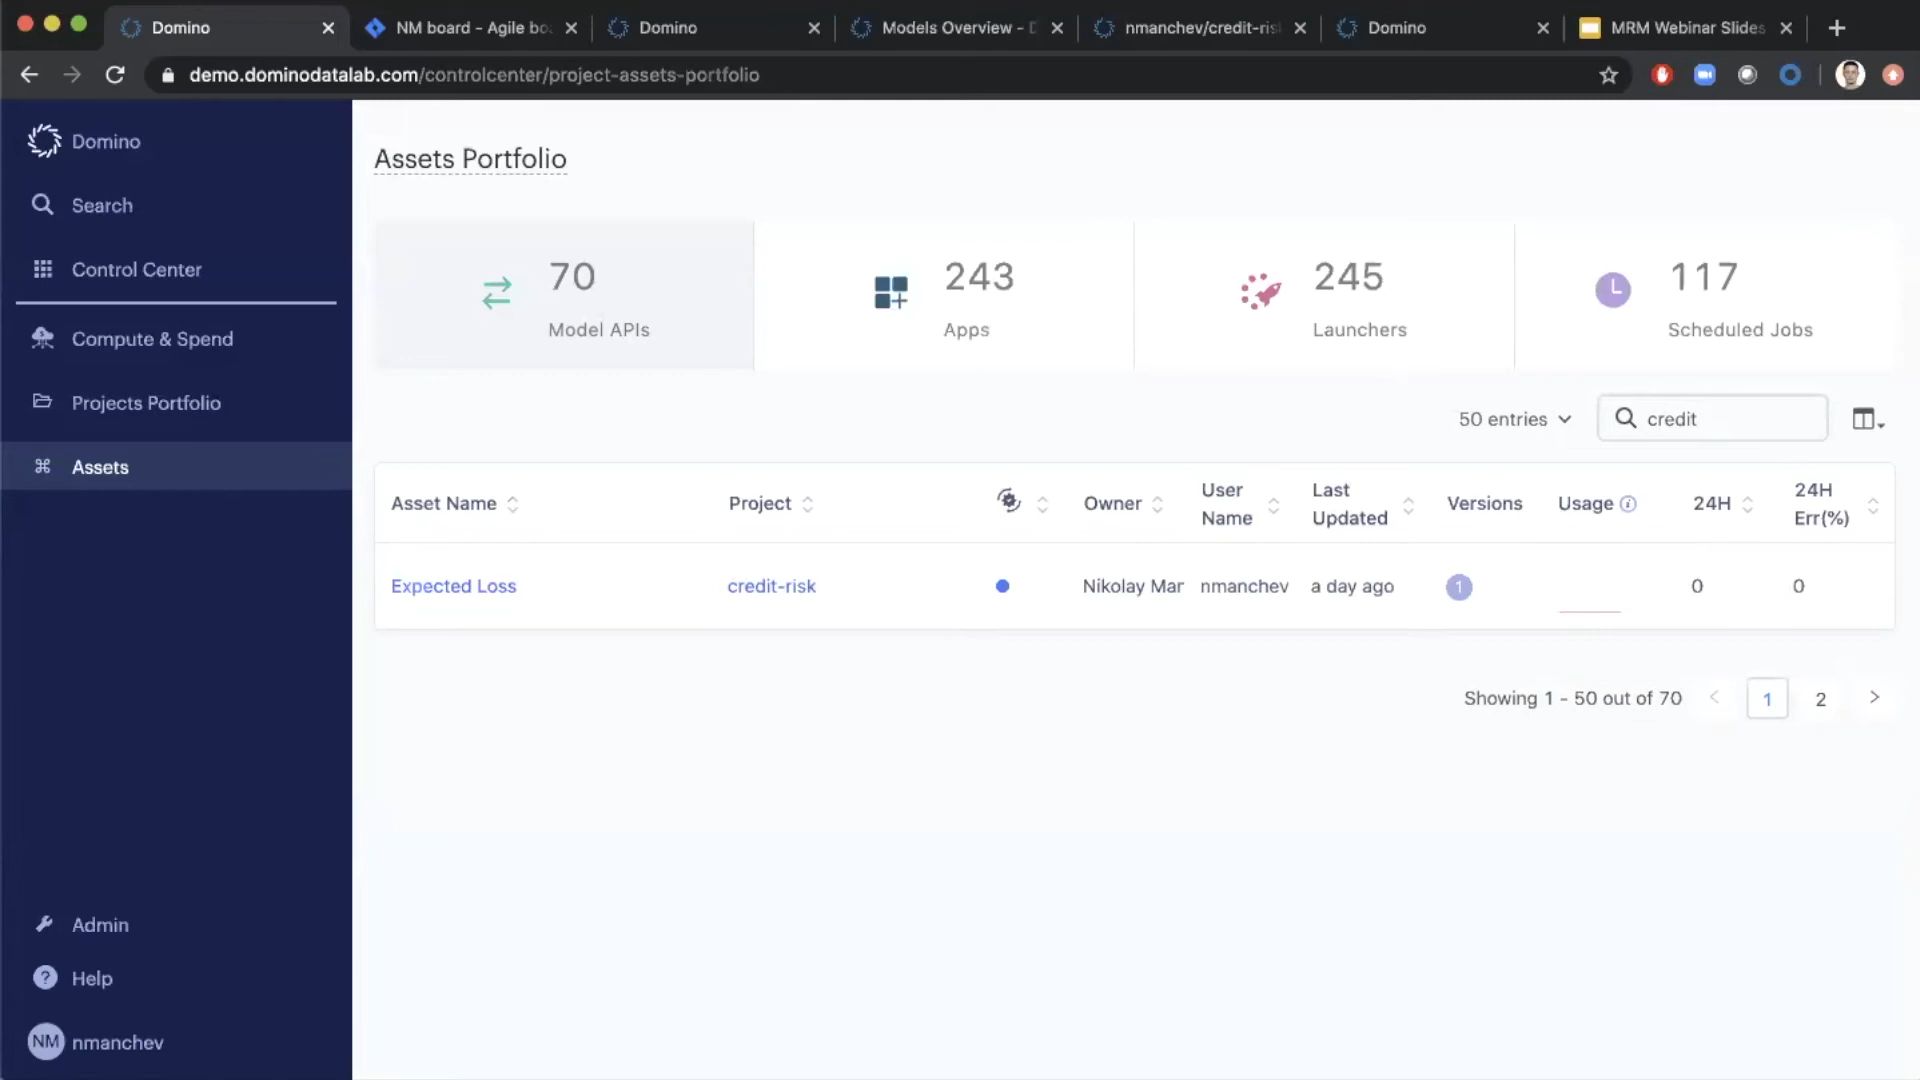 Domino
NM board - Agile bo
Domino
Models Overview - D
nmanchev/credit-ris
Domino
MRM Webinar Slides
demo.dominodatalab.com/controlcenter/project-assets-portfolio
Domino
Search
Control Center
Compute & Spend
Projects Portfolio
Assets
Admin
Help
NM nmanchev
Assets Portfolio
70
Model APIs
243
Apps
245
Launchers
117
Scheduled Jobs
50 entries
credit
Asset Name Project Owner User Name Last Updated Versions Usage 24H 24H Err(%)
Expected Loss credit-risk Nikolay Mar nmanchev a day ago 1 0 0
Showing 1 - 50 out of 70 < 1 2 >